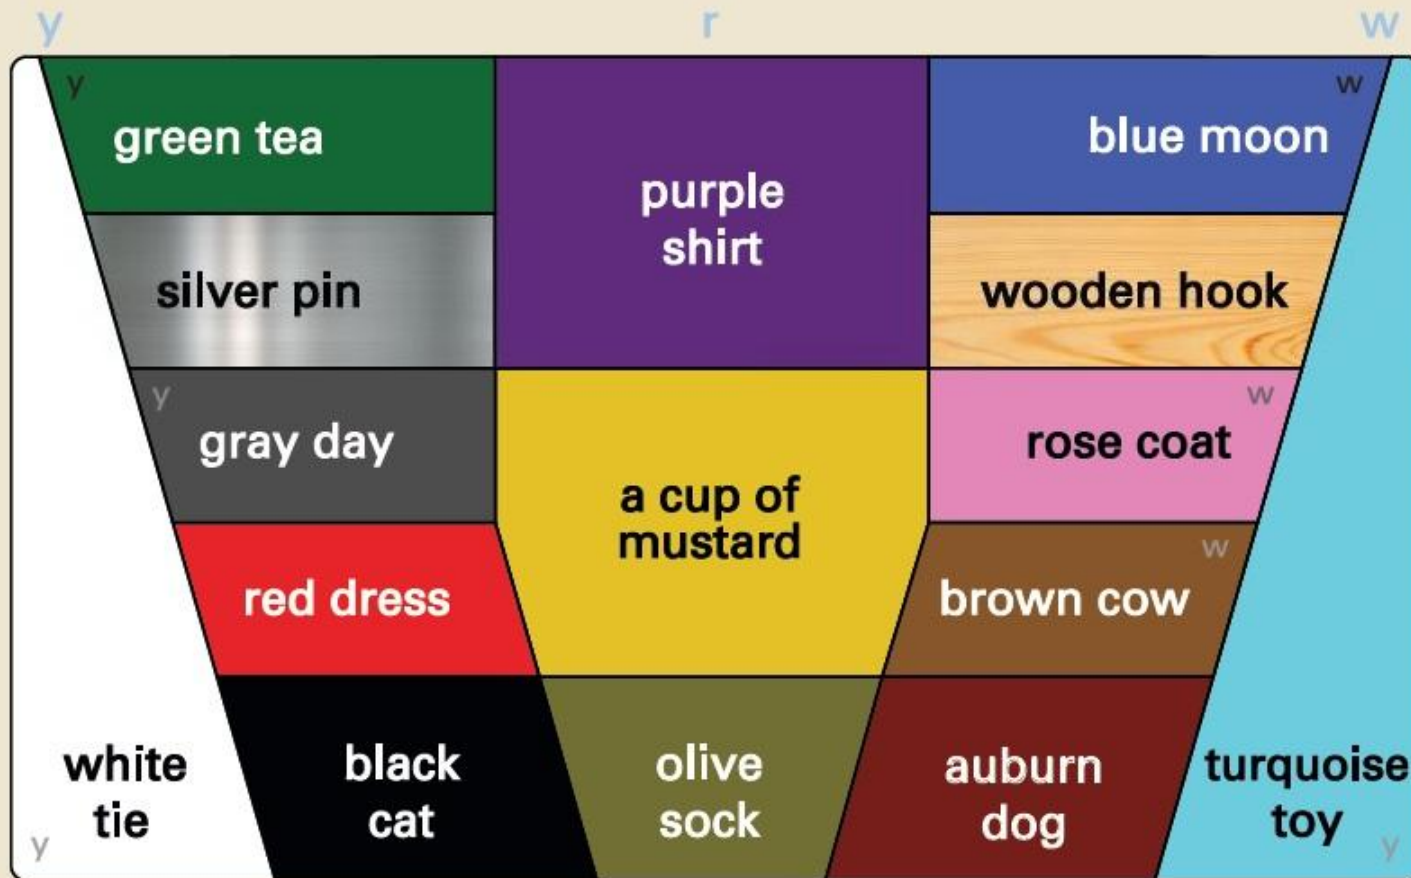 y r w
y
green tea
purple
shirt
w
blue moon
silver pin
wooden hook
y
gray day
a cup of
mustard
w
rose coat
red dress
w
brown cow
white
tie
y
black
cat
olive
sock
auburn
dog
turquoise
toy
y